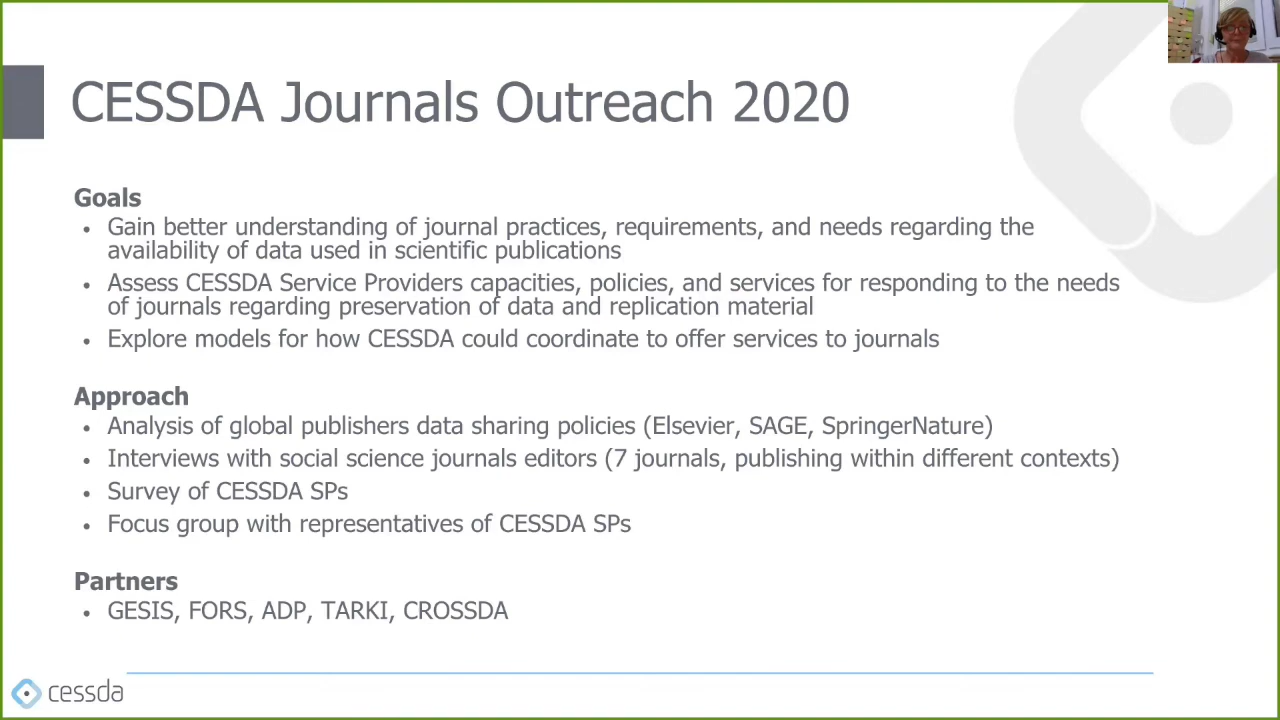 CESSDA Journals Outreach 2020
Goals
• Gain better understanding of journal practices, requirements, and needs regarding the
availability of data used in scientific publications
• Assess CESSDA Service Providers capacities, policies, and services for responding to the needs
of journals regarding preservation of data and replication material
• Explore models for how CESSDA could coordinate to offer services to journals
Approach
• Analysis of global publishers data sharing policies (Elsevier, SAGE, SpringerNature)
• Interviews with social science journals editors (7 journals, publishing within different contexts)
• Survey of CESSDA SPs
• Focus group with representatives of CESSDA SPs
Partners
• GESIS, FORS, ADP, TARKI, CROSSDA
cessda